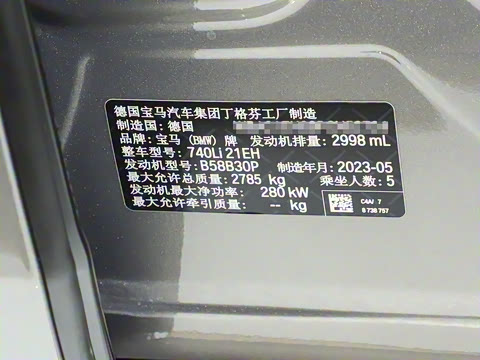 德国宝马汽车集团丁格芬工厂制造
制造国: 德国
品牌: 宝马 (BMW) 牌 发动机排量: 2998 mL
整车型号: 740Li 21EH
发动机型号: B58B30P 制造年月: 2023-05
最大允许总质量: 2785 kg 乘坐人数: 5
发动机最大净功率: 280 kW
最大允许牵引质量: -- kg
C4A/ 7
8 738 757